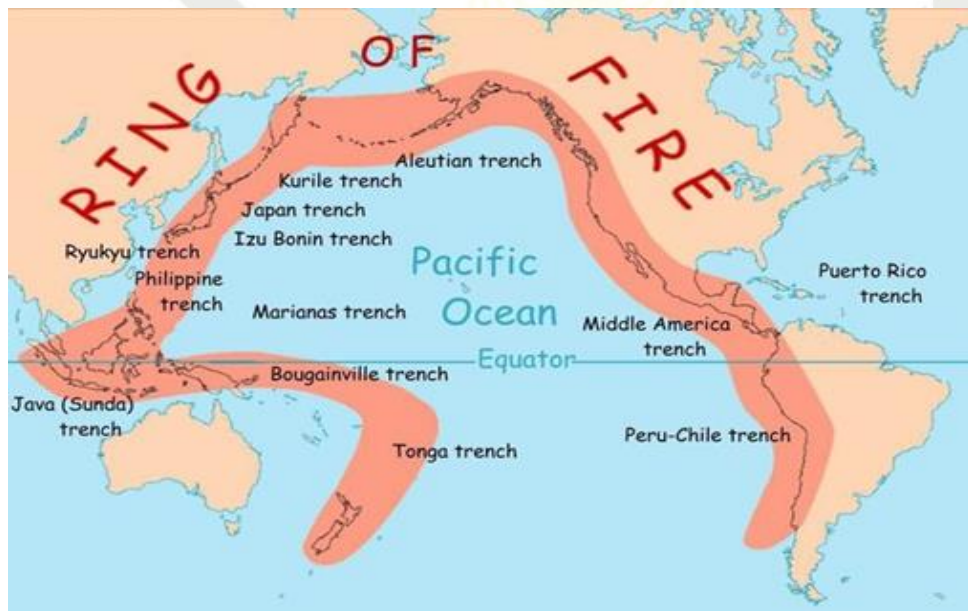 RING OF FIRE
Aleutian trench
Kurile trench
Japan trench
Izu Bonin trench
Ryukyu trench
Philippine
trench
Marianas trench
Pacific
Ocean
Puerto Rico
trench
Middle America
trench
Equator
Bougainville trench
Java (Sunda)
trench
Peru-Chile trench
Tonga trench